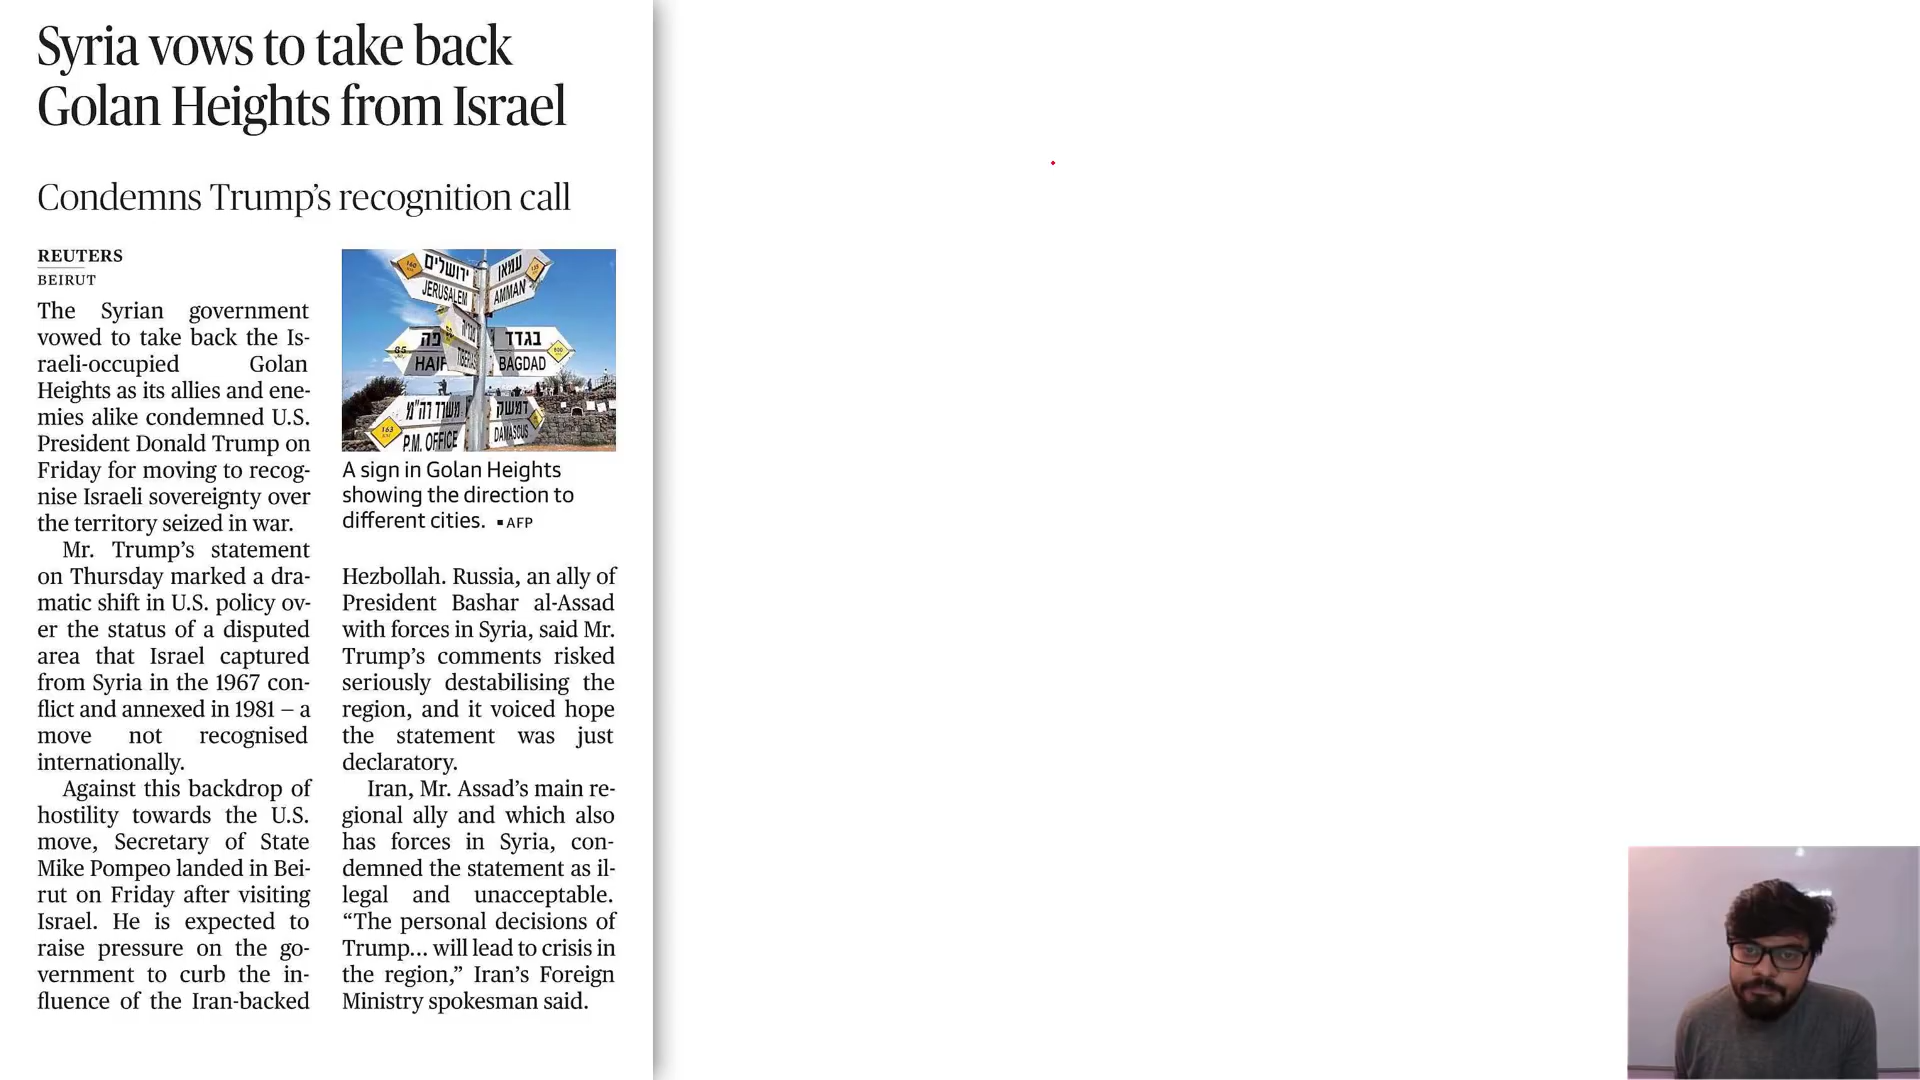 Syria vows to take back
Golan Heights from Israel
Condemns Trump's recognition call
REUTERS
BEIRUT
The Syrian government
vowed to take back the Is-
raeli-occupied Golan
Heights as its allies and ene-
mies alike condemned U.S.
President Donald Trump on
Friday for moving to recog-
nise Israeli sovereignty over
the territory seized in war.
Mr. Trump's statement
on Thursday marked a dra-
matic shift in U.S. policy ov-
er the status of a disputed
area that Israel captured
from Syria in the 1967 con-
flict and annexed in 1981 – a
move not recognised
internationally.
Against this backdrop of
hostility towards the U.S.
move, Secretary of State
Mike Pompeo landed in Bei-
rut on Friday after visiting
Israel. He is expected to
raise pressure on the go-
vernment to curb the in-
fluence of the Iran-backed
ירושלים
JERUSALEM
160
עמאן
AMMAN
135
פה
HAIF
85
בגדד
BAGDAD
800
משרד רה"מ
P.M. OFFICE
163
דמשק
DAMASCUS
A sign in Golan Heights
showing the direction to
different cities. ▪ AFP
Hezbollah. Russia, an ally of
President Bashar al-Assad
with forces in Syria, said Mr.
Trump's comments risked
seriously destabilising the
region, and it voiced hope
the statement was just
declaratory.
Iran, Mr. Assad's main re-
gional ally and which also
has forces in Syria, con-
demned the statement as il-
legal and unacceptable.
“The personal decisions of
Trump... will lead to crisis in
the region,” Iran's Foreign
Ministry spokesman said.